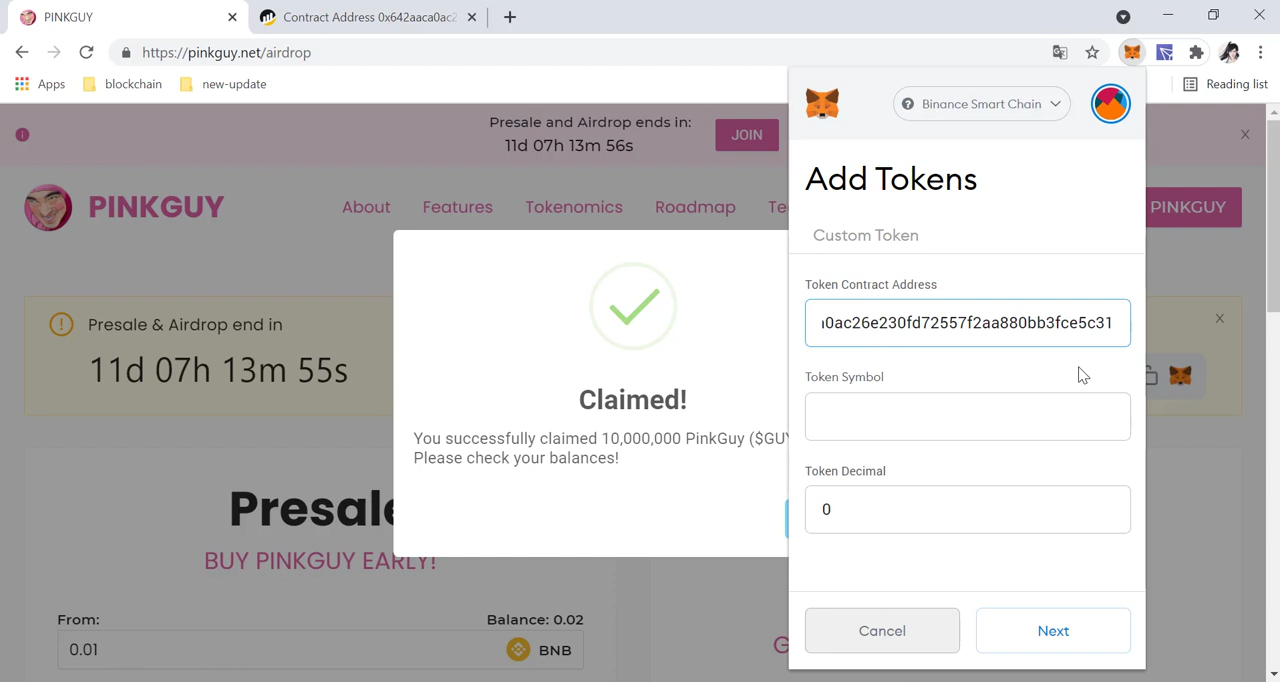 PINKGUY
Contract Address 0x642aaca0ac2
https://pinkguy.net/airdrop
Apps
blockchain
new-update
Reading list
Presale and Airdrop ends in:
11d 07h 13m 56s
JOIN
PINKGUY
About
Features
Tokenomics
Roadmap
Te
PINKGUY
Presale & Airdrop end in
11d 07h 13m 55s
Claimed!
You successfully claimed 10,000,000 PinkGuy ($GUY
Please check your balances!
Presale
BUY PINKGUY EARLY!
From:
Balance: 0.02
0.01
BNB
G
Binance Smart Chain
Add Tokens
Custom Token
Token Contract Address
0ac26e230fd72557f2aa880bb3fce5c31
Token Symbol
Token Decimal
0
Cancel
Next